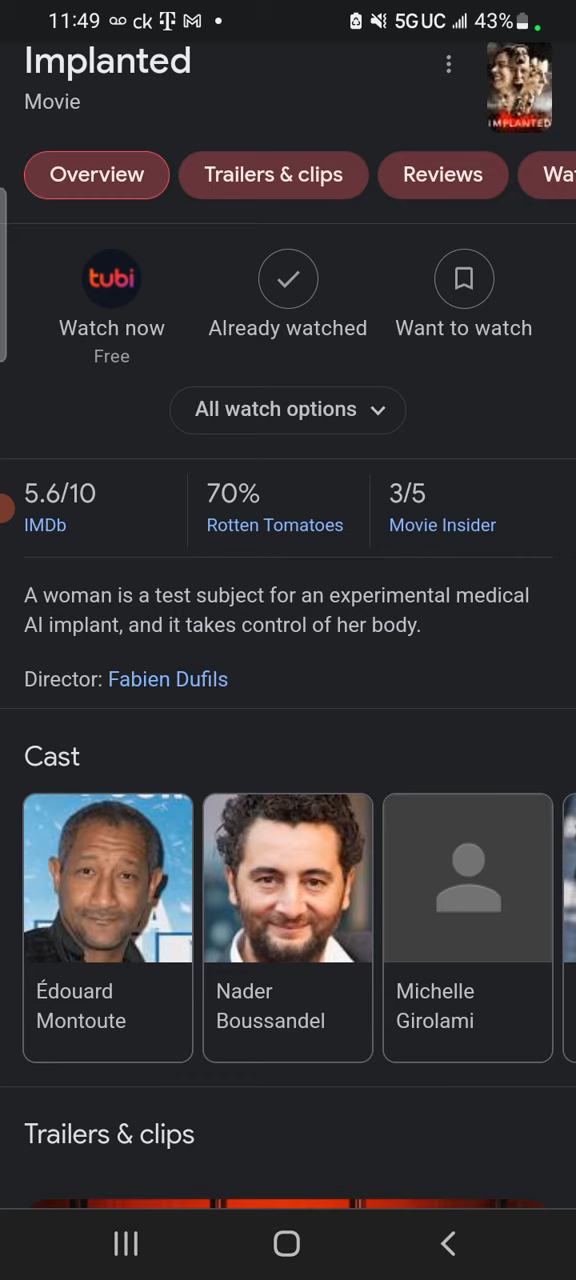 11:49 ck T M • 5G UC 43%
Implanted
Movie
IMPLANTED
Overview
Trailers & clips
Reviews
Wat
tubi
Watch now
Free
Already watched
Want to watch
All watch options
5.6/10
IMDb
70%
Rotten Tomatoes
3/5
Movie Insider
A woman is a test subject for an experimental medical
AI implant, and it takes control of her body.
Director: Fabien Dufils
Cast
Édouard
Montoute
Nader
Boussandel
Michelle
Girolami
Trailers & clips